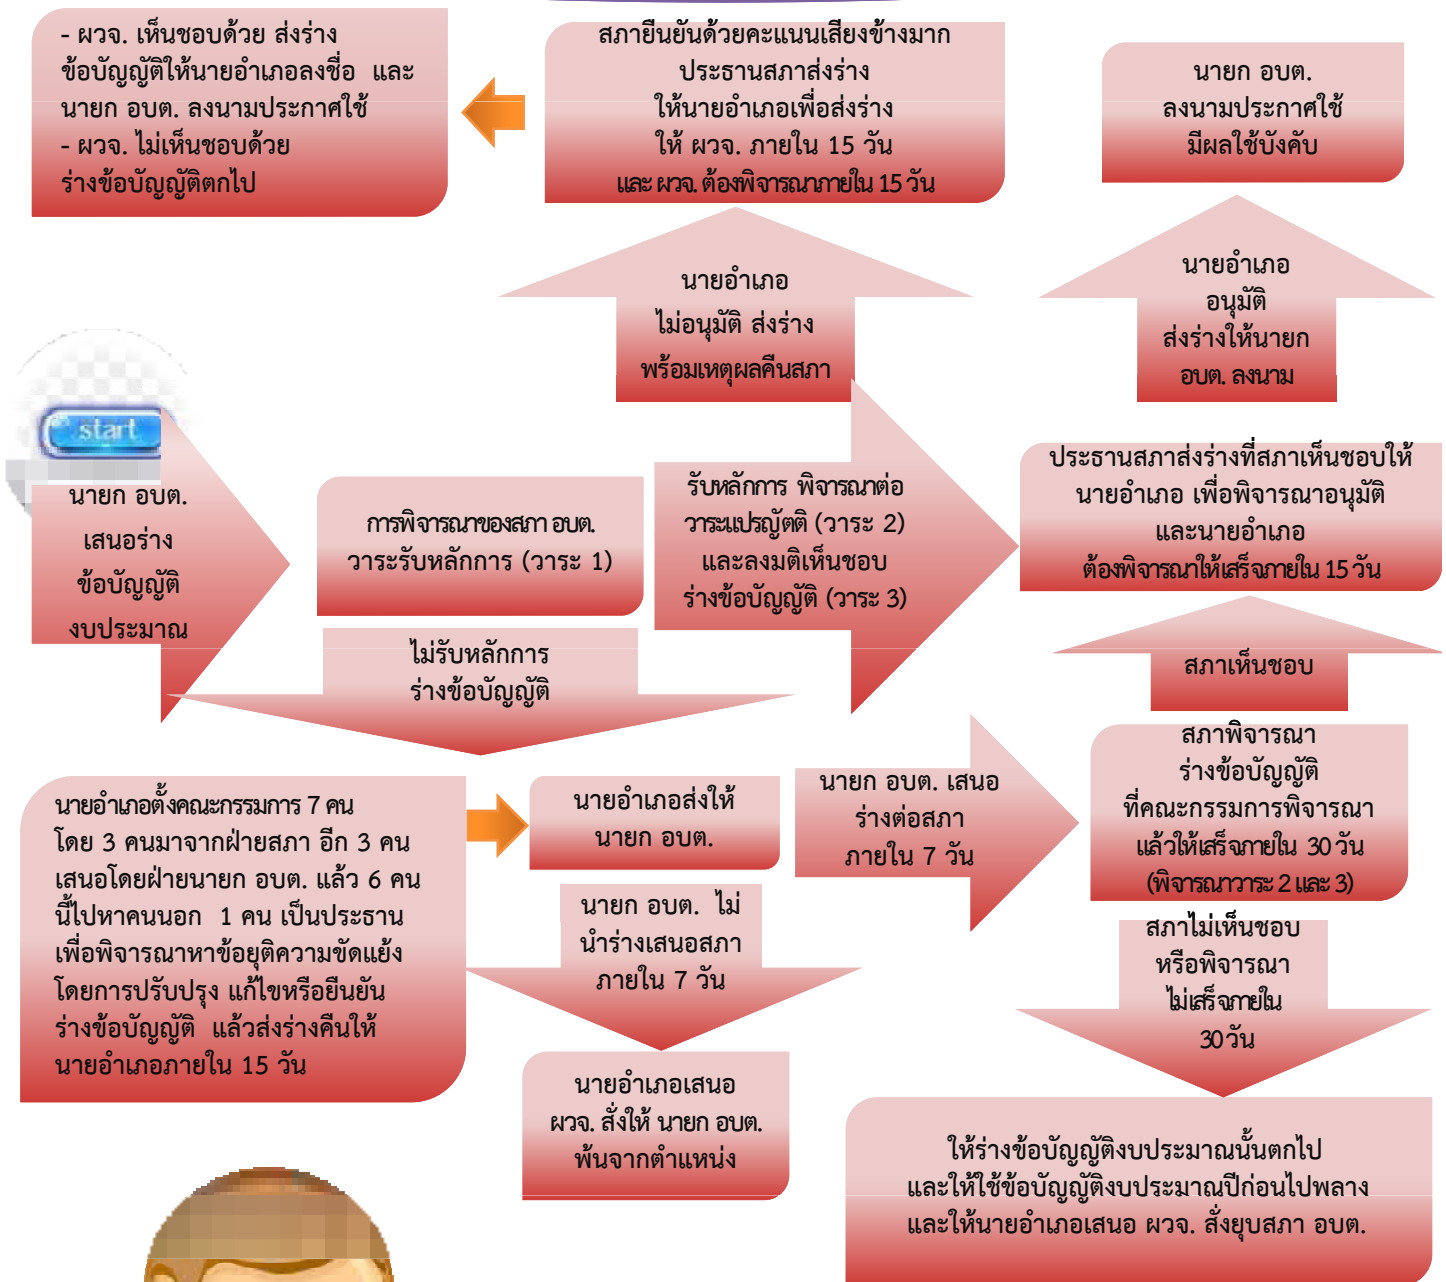 - ผวจ. เห็นชอบด้วย ส่งร่าง
ข้อบัญญัติให้นายอำเภอลงชื่อ และ
นายก อบต. ลงนามประกาศใช้
- ผวจ. ไม่เห็นชอบด้วย
ร่างข้อบัญญัติตกไป
สภายืนยันด้วยคะแนนเสียงข้างมาก
ประธานสภาส่งร่าง
ให้นายอำเภอเพื่อส่งร่าง
ให้ ผวจ. ภายใน 15 วัน
และ ผวจ. ต้องพิจารณาภายใน 15 วัน
นายก อบต.
ลงนามประกาศใช้
มีผลใช้บังคับ
นายอำเภอ
ไม่อนุมัติ ส่งร่าง
พร้อมเหตุผลคืนสภา
นายอำเภอ
อนุมัติ
ส่งร่างให้นายก
อบต. ลงนาม
start
นายก อบต.
เสนอร่าง
ข้อบัญญัติ
งบประมาณ
การพิจารณาของสภา อบต.
วาระรับหลักการ (วาระ 1)
รับหลักการ พิจารณาต่อ
วาระแปรญัตติ (วาระ 2)
และลงมติเห็นชอบ
ร่างข้อบัญญัติ (วาระ 3)
ประธานสภาส่งร่างที่สภาเห็นชอบให้
นายอำเภอ เพื่อพิจารณาอนุมัติ
และนายอำเภอ
ต้องพิจารณาให้เสร็จภายใน 15 วัน
ไม่รับหลักการ
ร่างข้อบัญญัติ
สภาเห็นชอบ
นายอำเภอตั้งคณะกรรมการ 7 คน
โดย 3 คนมาจากฝ่ายสภา อีก 3 คน
เสนอโดยฝ่ายนายก อบต. แล้ว 6 คน
นี้ไปหาคนนอก 1 คน เป็นประธาน
เพื่อพิจารณาหาข้อยุติความขัดแย้ง
โดยการปรับปรุง แก้ไขหรือยืนยัน
ร่างข้อบัญญัติ แล้วส่งร่างคืนให้
นายอำเภอภายใน 15 วัน
นายอำเภอส่งให้
นายก อบต.
นายก อบต. เสนอ
ร่างต่อสภา
ภายใน 7 วัน
สภาพิจารณา
ร่างข้อบัญญัติ
ที่คณะกรรมการพิจารณา
แล้วให้เสร็จภายใน 30 วัน
(พิจารณาวาระ 2 และ 3)
นายก อบต. ไม่
นำร่างเสนอสภา
ภายใน 7 วัน
สภาไม่เห็นชอบ
หรือพิจารณา
ไม่เสร็จภายใน
30 วัน
นายอำเภอเสนอ
ผวจ. สั่งให้ นายก อบต.
พ้นจากตำแหน่ง
ให้ร่างข้อบัญญัติงบประมาณนั้นตกไป
และให้ใช้ข้อบัญญัติงบประมาณปีก่อนไปพลาง
และให้นายอำเภอเสนอ ผวจ. สั่งยุบสภา อบต.